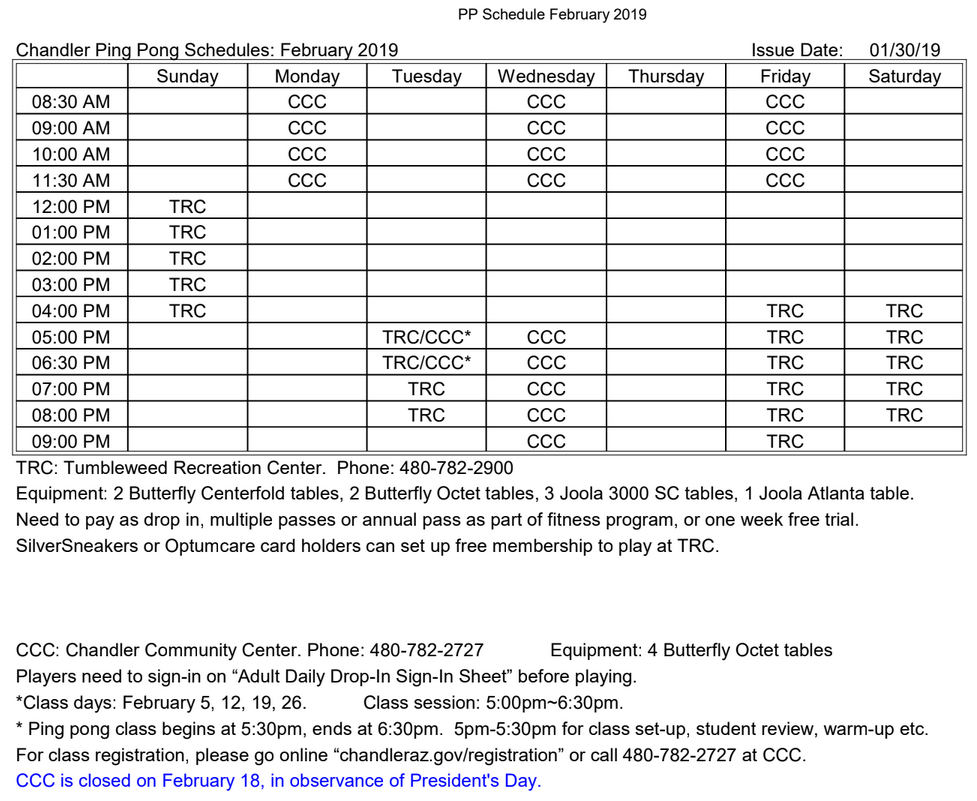 PP Schedule February 2019
Chandler Ping Pong Schedules: February 2019 Issue Date: 01/30/19
Sunday Monday Tuesday Wednesday Thursday Friday Saturday
08:30 AM CCC CCC CCC
09:00 AM CCC CCC CCC
10:00 AM CCC CCC CCC
11:30 AM CCC CCC CCC
12:00 PM TRC
01:00 PM TRC
02:00 PM TRC
03:00 PM TRC
04:00 PM TRC TRC TRC
05:00 PM TRC/CCC* CCC TRC TRC
06:30 PM TRC/CCC* CCC TRC TRC
07:00 PM TRC CCC TRC TRC
08:00 PM TRC CCC TRC TRC
09:00 PM CCC TRC
TRC: Tumbleweed Recreation Center. Phone: 480-782-2900
Equipment: 2 Butterfly Centerfold tables, 2 Butterfly Octet tables, 3 Joola 3000 SC tables, 1 Joola Atlanta table.
Need to pay as drop in, multiple passes or annual pass as part of fitness program, or one week free trial.
SilverSneakers or Optumcare card holders can set up free membership to play at TRC.
CCC: Chandler Community Center. Phone: 480-782-2727 Equipment: 4 Butterfly Octet tables
Players need to sign-in on “Adult Daily Drop-In Sign-In Sheet” before playing.
*Class days: February 5, 12, 19, 26. Class session: 5:00pm~6:30pm.
* Ping pong class begins at 5:30pm, ends at 6:30pm. 5pm-5:30pm for class set-up, student review, warm-up etc.
For class registration, please go online “chandleraz.gov/registration” or call 480-782-2727 at CCC.
CCC is closed on February 18, in observance of President's Day.